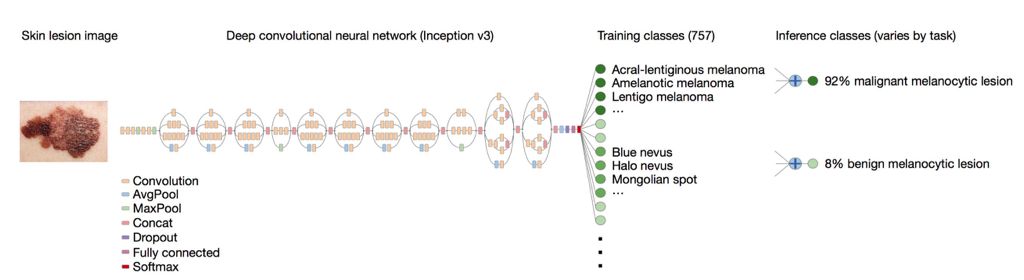 Skin lesion image
Deep convolutional neural network (Inception v3)
Training classes (757)
Inference classes (varies by task)
Acral-lentiginous melanoma
Amelanotic melanoma
Lentigo melanoma
...
Blue nevus
Halo nevus
Mongolian spot
...
92% malignant melanocytic lesion
8% benign melanocytic lesion
Convolution
AvgPool
MaxPool
Concat
Dropout
Fully connected
Softmax